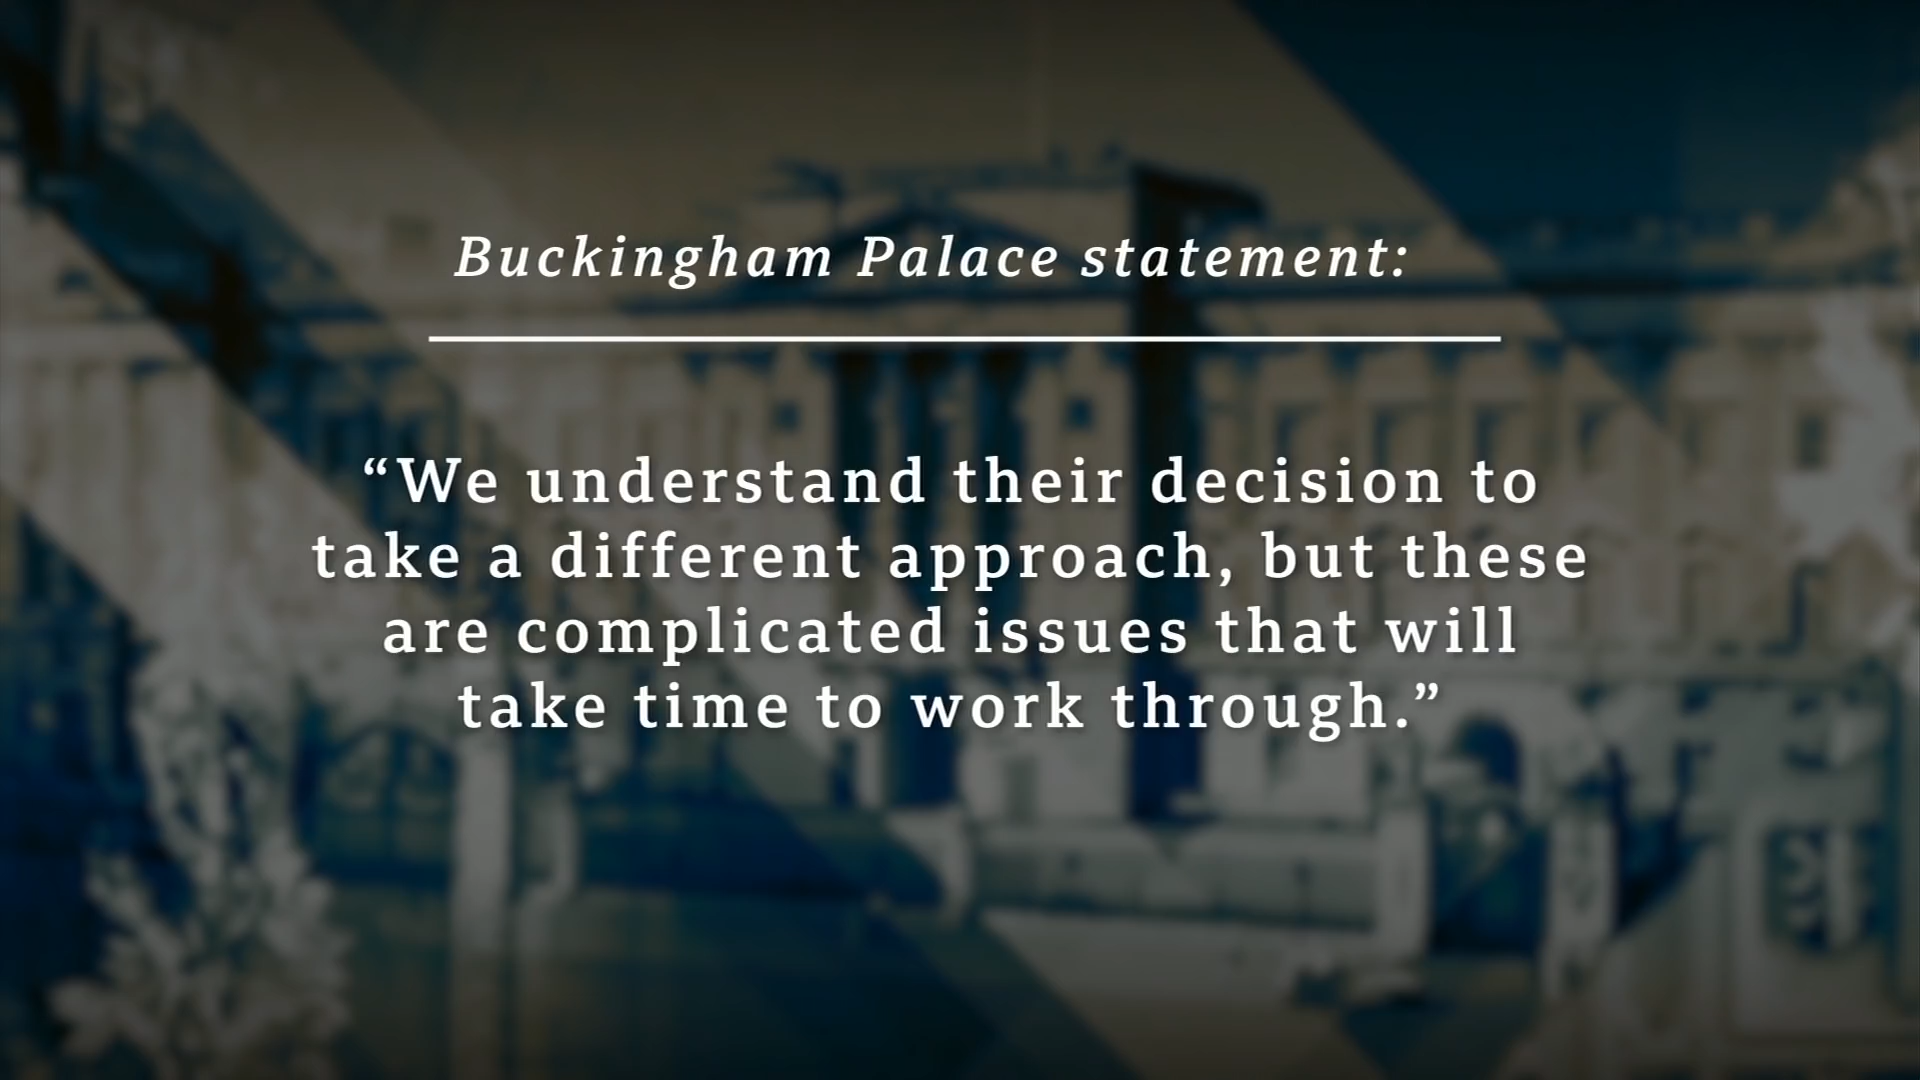 Buckingham Palace statement:
“We understand their decision to
take a different approach, but these
are complicated issues that will
take time to work through.”